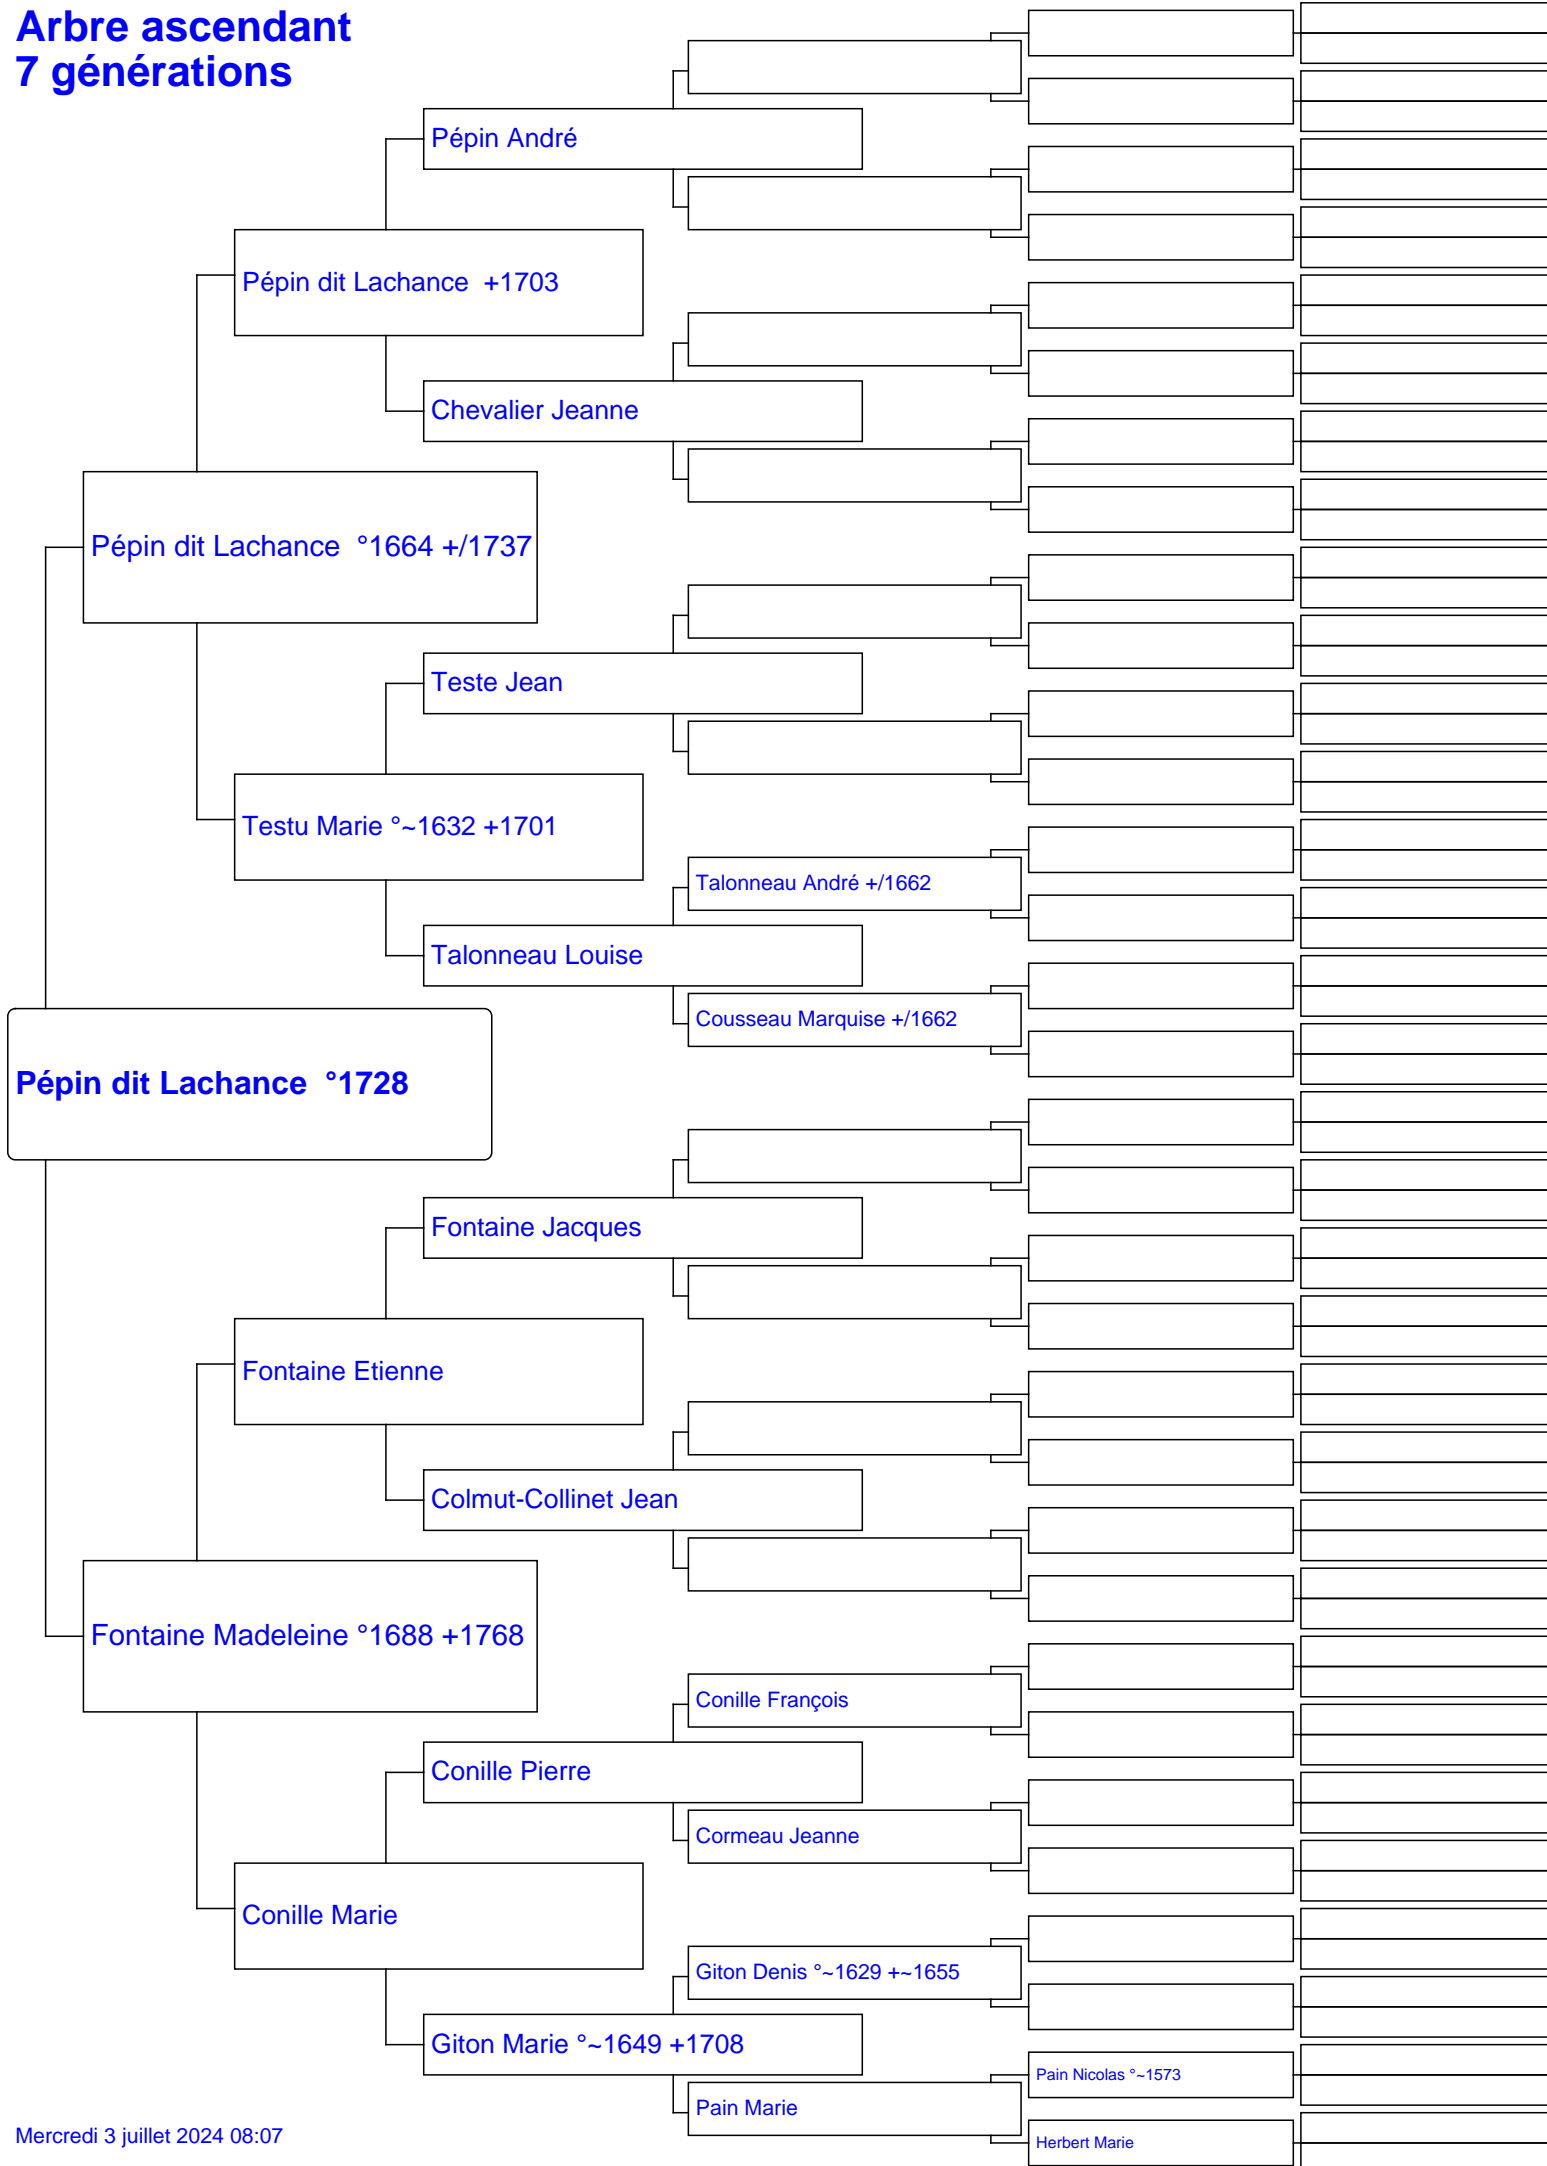 Arbre ascendant
7 générations
Pépin André
Pépin dit Lachance  +1703
Chevalier Jeanne
Pépin dit Lachance  °1664 +/1737
Teste Jean
Testu Marie °~1632 +1701
Talonneau André +/1662
Talonneau Louise
Cousseau Marquise +/1662
Pépin dit Lachance  °1728
Fontaine Jacques
Fontaine Etienne
Colmut-Collinet Jean
Fontaine Madeleine °1688 +1768
Conille François
Conille Pierre
Cormeau Jeanne
Conille Marie
Giton Denis °~1629 +~1655
Giton Marie °~1649 +1708
Pain Nicolas °~1573
Pain Marie
Herbert Marie
Mercredi 3 juillet 2024 08:07